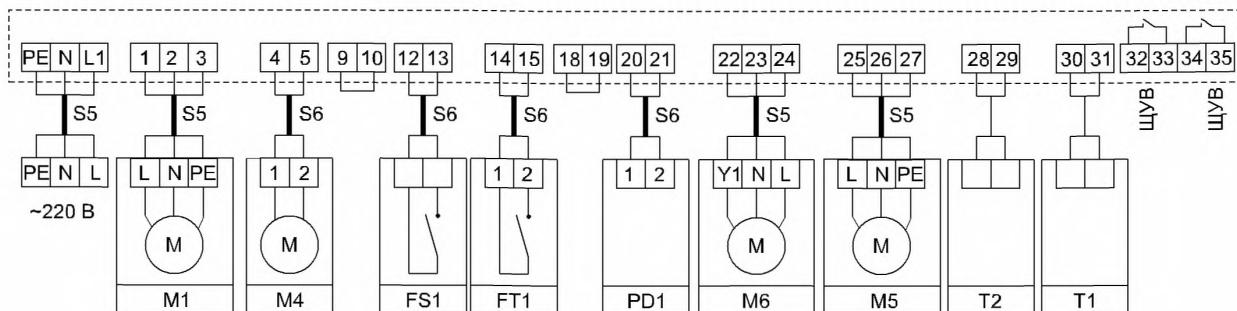 PE N L1 1 2 3 4 5 9 10 12 13 14 15 18 19 20 21 22 23 24 25 26 27 28 29 30 31 32 33 34 35
S5 S5 S6 S6 S6 S6 S5 S5 ЩУВ ЩУВ
PE N L L N PE 1 2 1 2 1 2 Y1 N L L N PE
~220 В
M M M M
M1 M4 FS1 FT1 PD1 M6 M5 T2 T1